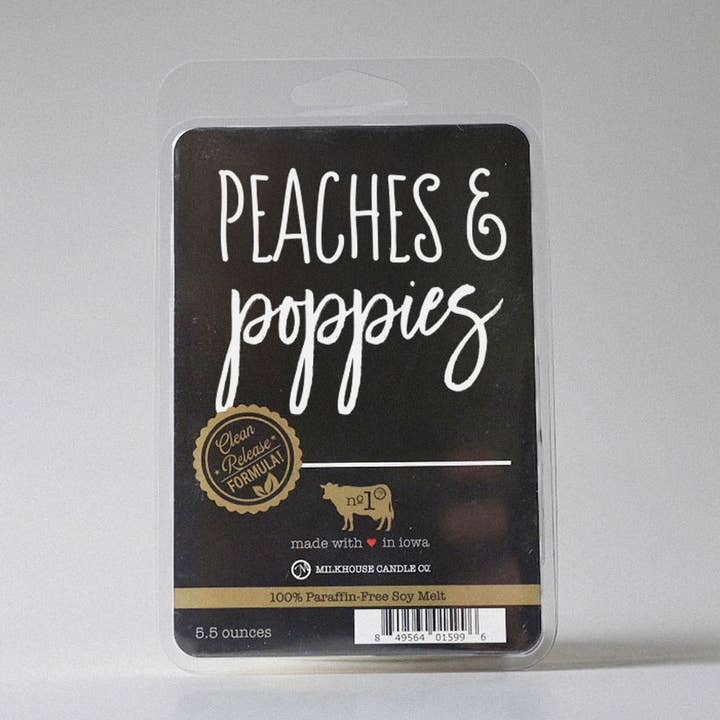 PEACHES &
poppies
Clean
Release
FORMULA!
nº1
made with ♥ in iowa
MILKHOUSE CANDLE CO.
100% Paraffin-Free Soy Melt
5.5 ounces
8 49564 01599 6